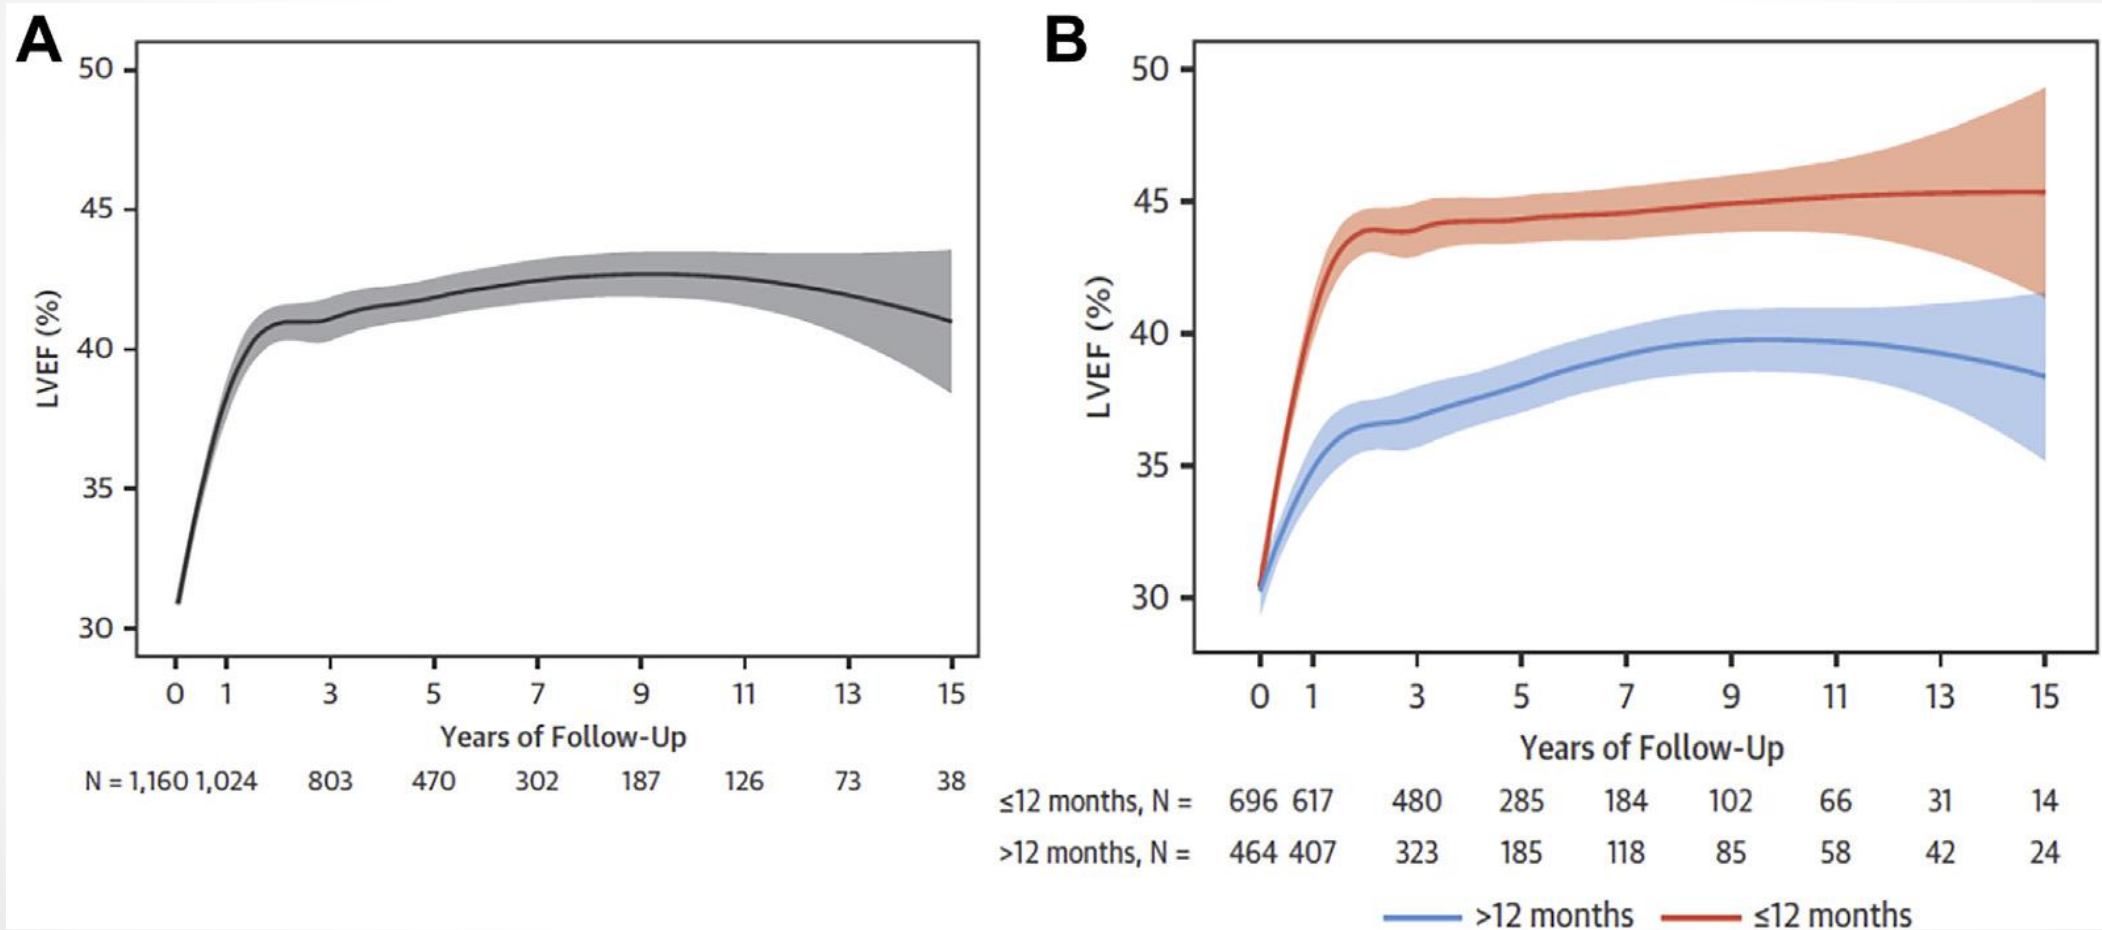 A
50
45
40
35
30
LVEF (%)
0 1 3 5 7 9 11 13 15
Years of Follow-Up
N = 1,160 1,024 803 470 302 187 126 73 38
B
50
45
40
35
30
LVEF (%)
0 1 3 5 7 9 11 13 15
Years of Follow-Up
≤12 months, N = 696 617 480 285 184 102 66 31 14
>12 months, N = 464 407 323 185 118 85 58 42 24
>12 months ≤12 months